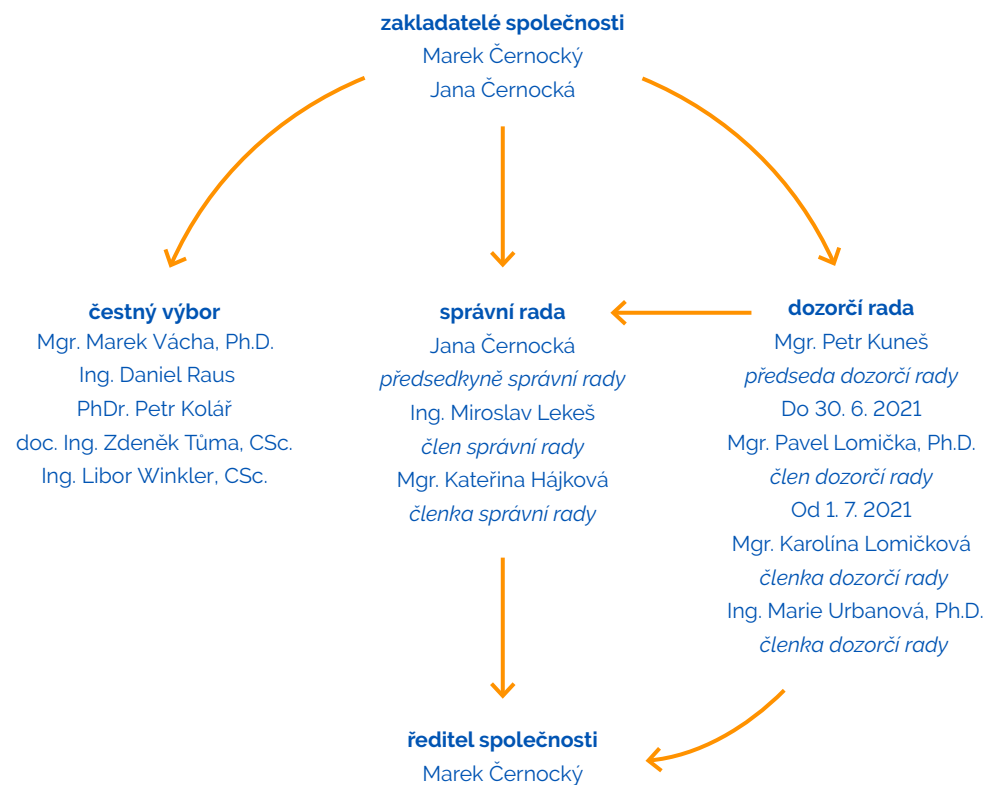 zakladatelé společnosti
Marek Černocký
Jana Černocká
čestný výbor
Mgr. Marek Vácha, Ph.D.
Ing. Daniel Raus
PhDr. Petr Kolář
doc. Ing. Zdeněk Tůma, CSc.
Ing. Libor Winkler, CSc.
správní rada
Jana Černocká
předsedkyně správní rady
Ing. Miroslav Lekeš
člen správní rady
Mgr. Kateřina Hájková
členka správní rady
dozorčí rada
Mgr. Petr Kuneš
předseda dozorčí rady
Do 30. 6. 2021
Mgr. Pavel Lomička, Ph.D.
člen dozorčí rady
Od 1. 7. 2021
Mgr. Karolína Lomičková
členka dozorčí rady
Ing. Marie Urbanová, Ph.D.
členka dozorčí rady
ředitel společnosti
Marek Černocký